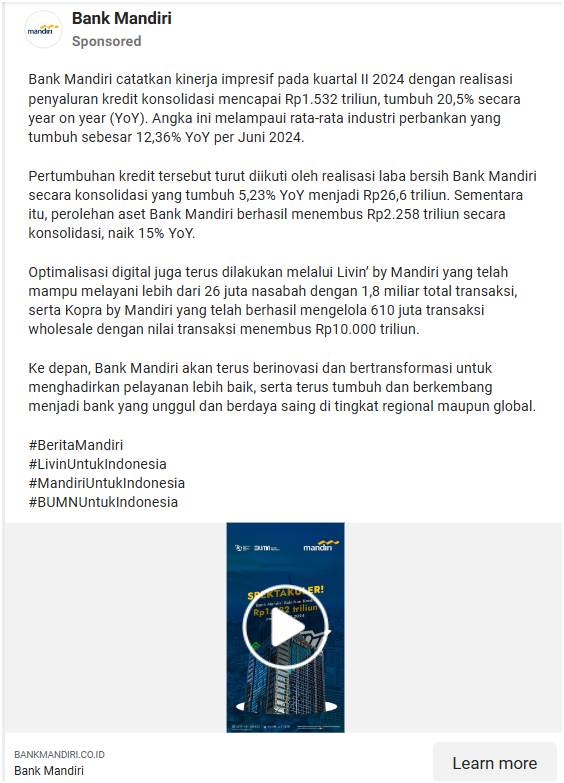 Bank Mandiri
mandiri
Sponsored
Bank Mandiri catatkan kinerja impresif pada kuartal II 2024 dengan realisasi
penyaluran kredit konsolidasi mencapai Rp1.532 triliun, tumbuh 20,5% secara
year on year (YoY). Angka ini melampaui rata-rata industri perbankan yang
tumbuh sebesar 12,36% YoY per Juni 2024.
Pertumbuhan kredit tersebut turut diikuti oleh realisasi laba bersih Bank Mandiri
secara konsolidasi yang tumbuh 5,23% YoY menjadi Rp26,6 triliun. Sementara
itu, perolehan aset Bank Mandiri berhasil menembus Rp2.258 triliun secara
konsolidasi, naik 15% YoY.
Optimalisasi digital juga terus dilakukan melalui Livin’ by Mandiri yang telah
mampu melayani lebih dari 26 juta nasabah dengan 1,8 miliar total transaksi,
serta Kopra by Mandiri yang telah berhasil mengelola 610 juta transaksi
wholesale dengan nilai transaksi menembus Rp10.000 triliun.
Ke depan, Bank Mandiri akan terus berinovasi dan bertransformasi untuk
menghadirkan pelayanan lebih baik, serta terus tumbuh dan berkembang
menjadi bank yang unggul dan berdaya saing di tingkat regional maupun global.
#BeritaMandiri
#LivinUntukIndonesia
#MandiriUntukIndonesia
#BUMNUntukIndonesia
BUMN
mandiri
SPEKTAKULER!
triliun
2024
BANKMANDIRI.CO.ID
Bank Mandiri
Learn more